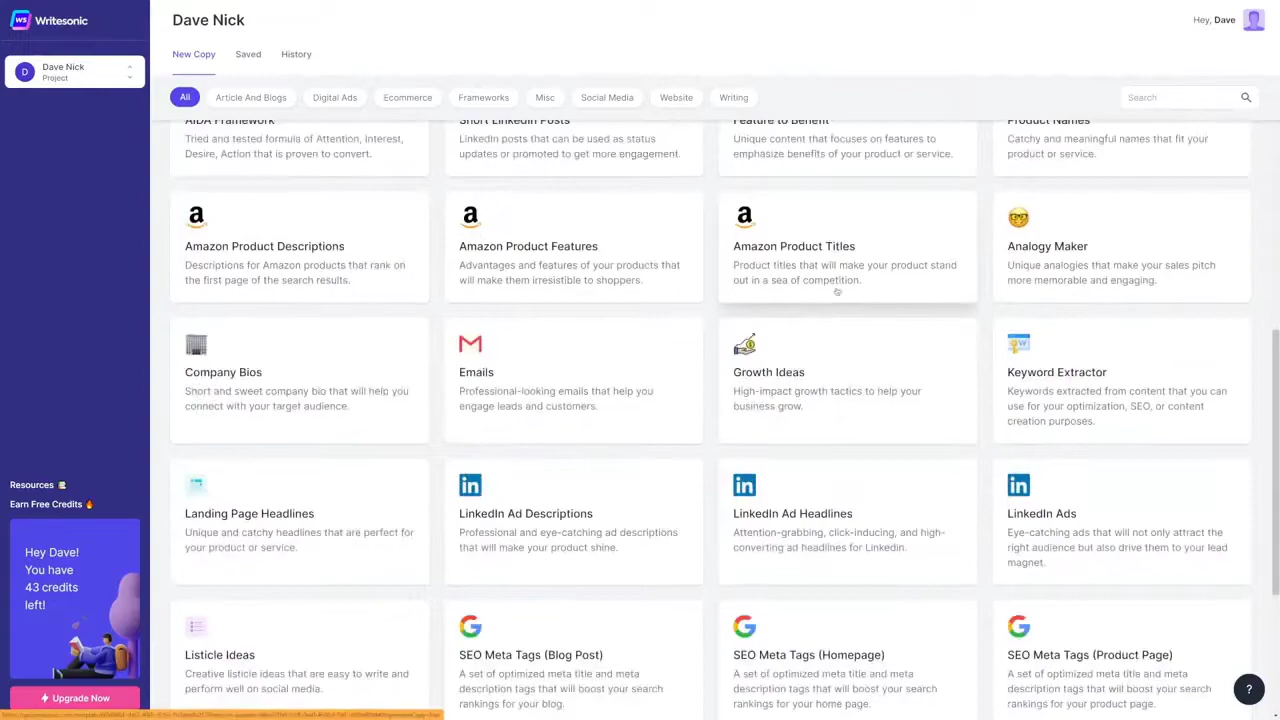 Writesonic
Dave Nick
Project
Resources
Earn Free Credits
Hey Dave!
You have
43 credits
left!
Upgrade Now
Dave Nick
Hey, Dave
New Copy Saved History
All Article And Blogs Digital Ads Ecommerce Frameworks Misc Social Media Website Writing Search
AIDA Framework
Tried and tested formula of Attention, Interest,
Desire, Action that is proven to convert.
Short LinkedIn Posts
LinkedIn posts that can be used as status
updates or promoted to get more engagement.
Feature to Benefit
Unique content that focuses on features to
emphasize benefits of your product or service.
Product Names
Catchy and meaningful names that fit your
product or service.
Amazon Product Descriptions
Descriptions for Amazon products that rank on
the first page of the search results.
Amazon Product Features
Advantages and features of your products that
will make them irresistible to shoppers.
Amazon Product Titles
Product titles that will make your product stand
out in a sea of competition.
Analogy Maker
Unique analogies that make your sales pitch
more memorable and engaging.
Company Bios
Short and sweet company bio that will help you
connect with your target audience.
Emails
Professional-looking emails that help you
engage leads and customers.
Growth Ideas
High-impact growth tactics to help your
business grow.
Keyword Extractor
Keywords extracted from content that you can
use for your optimization, SEO, or content
creation purposes.
Landing Page Headlines
Unique and catchy headlines that are perfect for
your product or service.
LinkedIn Ad Descriptions
Professional and eye-catching ad descriptions
that will make your product shine.
LinkedIn Ad Headlines
Attention-grabbing, click-inducing, and high-
converting ad headlines for Linkedin.
LinkedIn Ads
Eye-catching ads that will not only attract the
right audience but also drive them to your lead
magnet.
Listicle Ideas
Creative listicle ideas that are easy to write and
perform well on social media.
SEO Meta Tags (Blog Post)
A set of optimized meta title and meta
description tags that will boost your search
rankings for your blog.
SEO Meta Tags (Homepage)
A set of optimized meta title and meta
description tags that will boost your search
rankings for your home page.
SEO Meta Tags (Product Page)
A set of optimized meta title and meta
description tags that will boost your search
rankings for your product page.
?